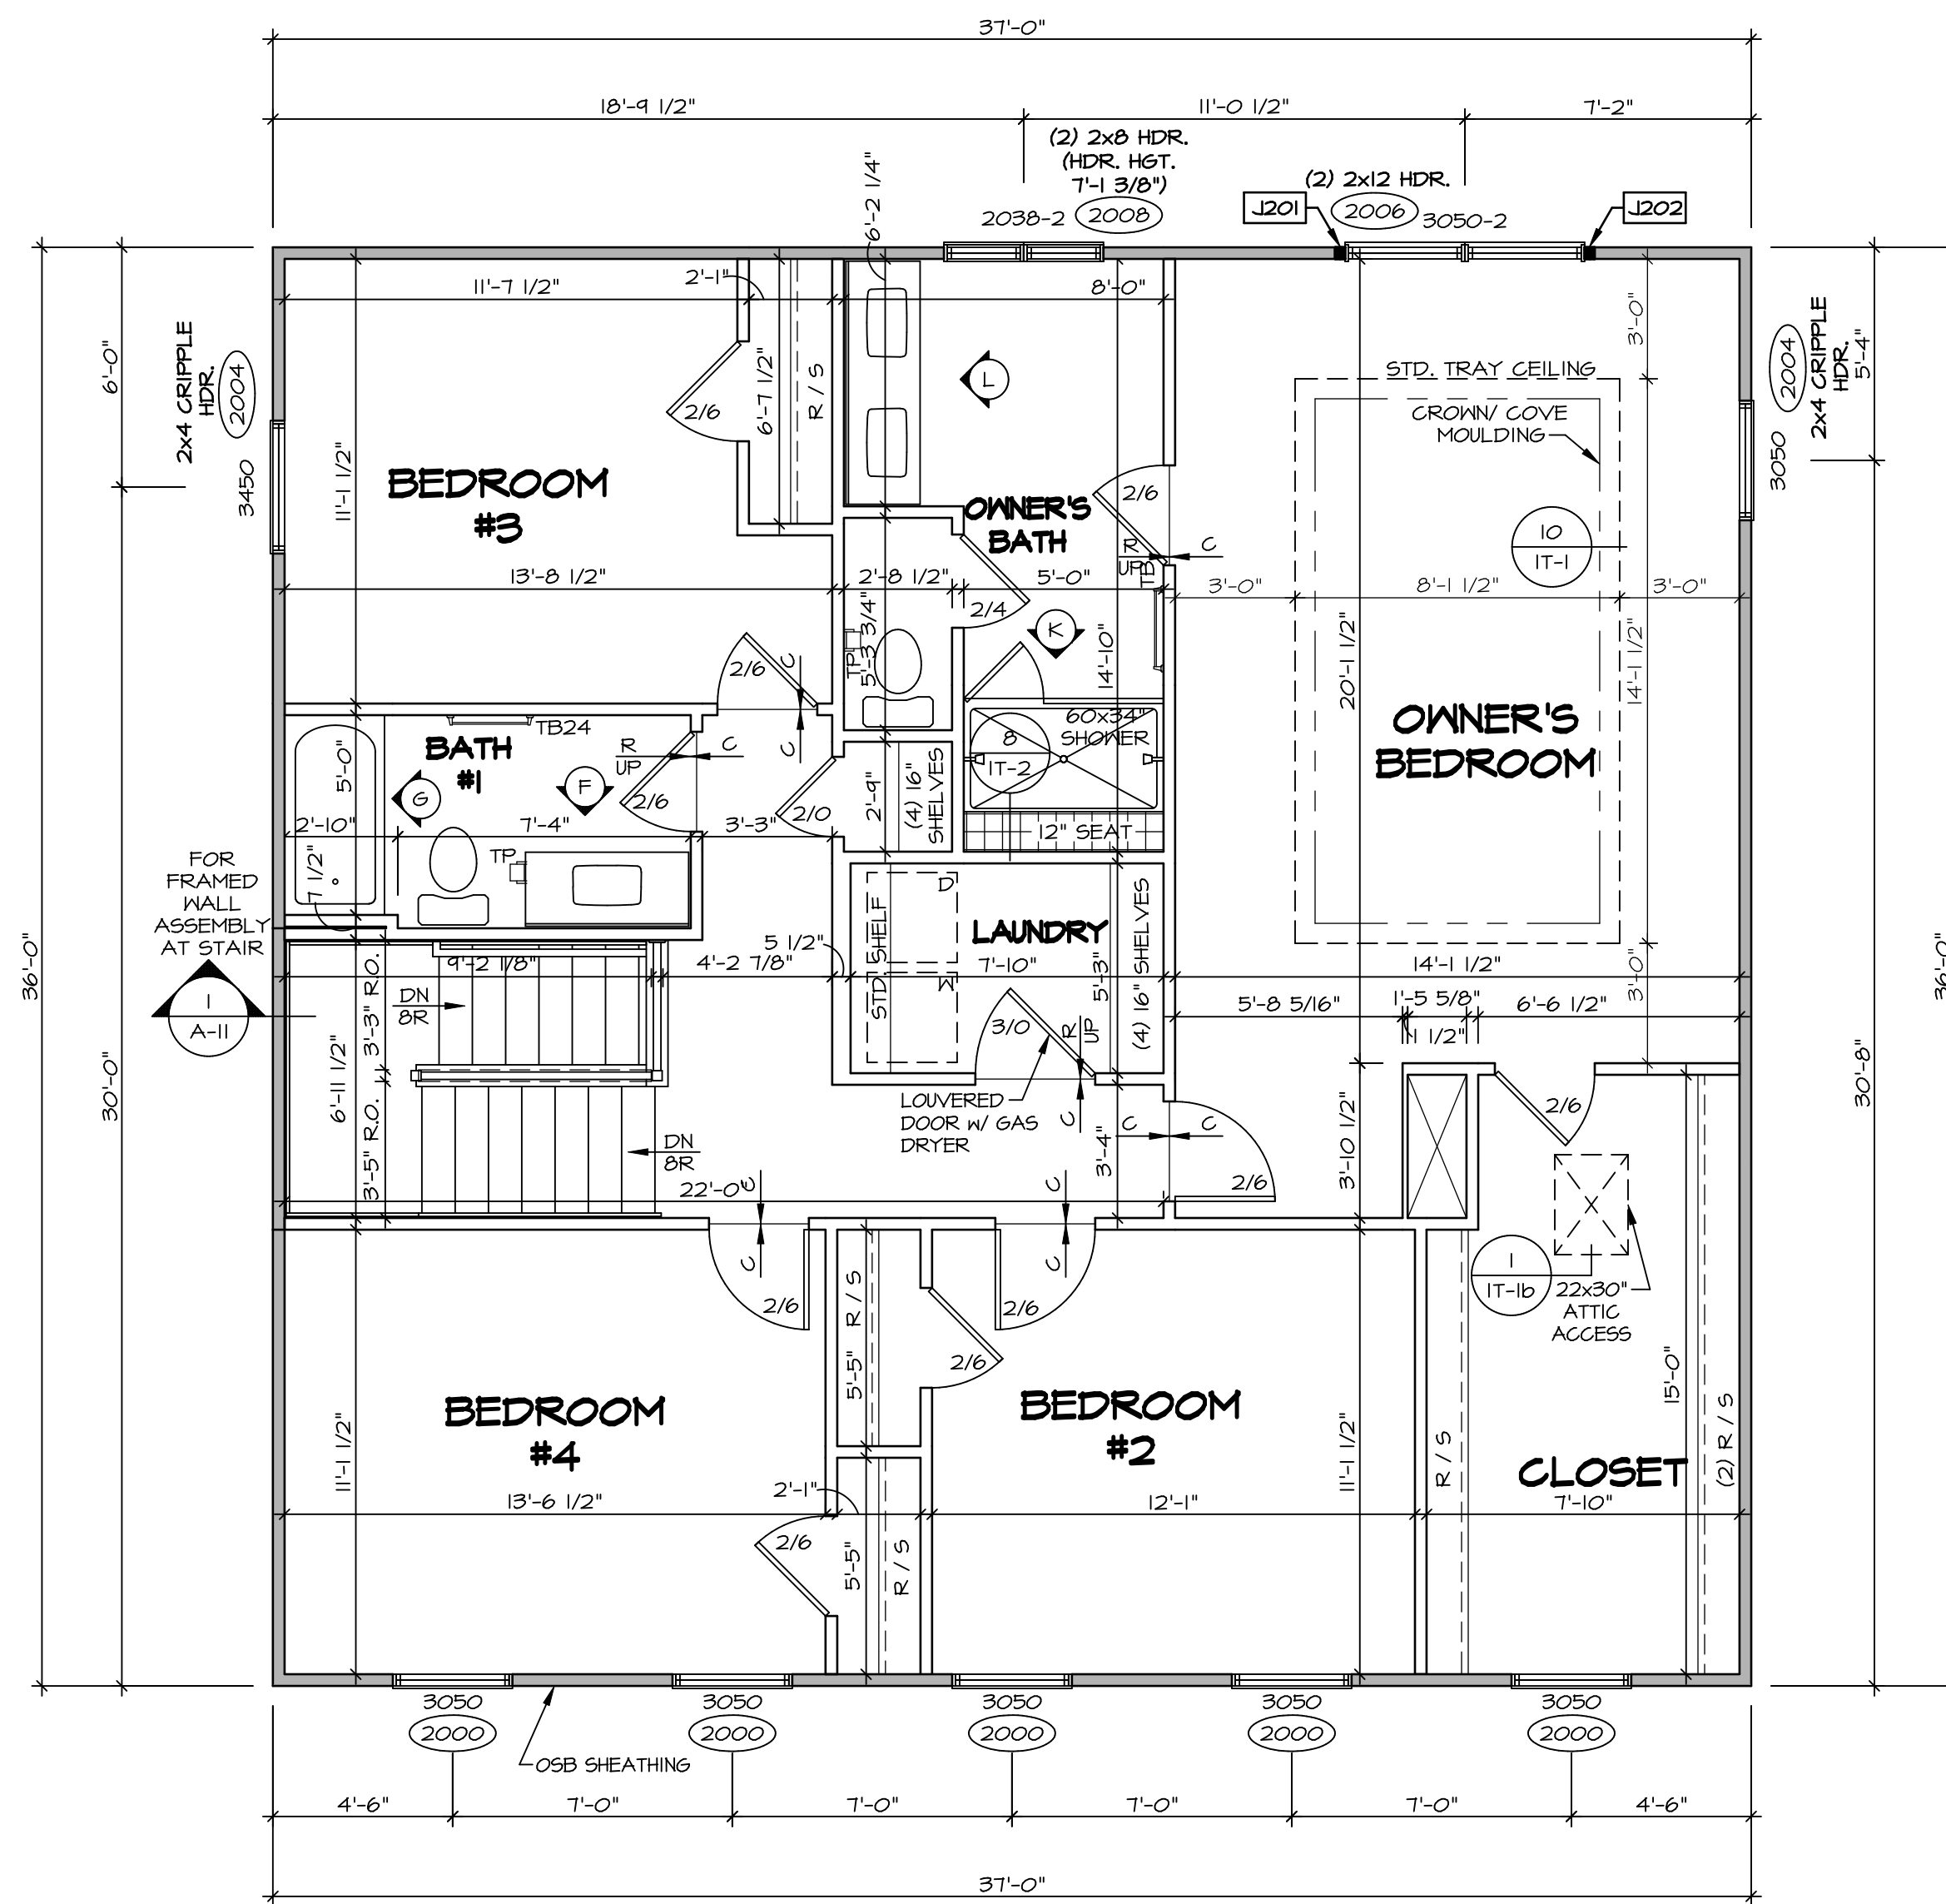 37'-0"
18'-9 1/2"
11'-0 1/2"
7'-2"
(2) 2x8 HDR.
(HDR. HGT.
7'-1 3/8")
2038-2
2008
(2) 2x12 HDR.
J201
2006
3050-2
J202
6'-2 1/4"
11'-7 1/2"
2'-1"
8'-0"
3'-0"
6'-0"
2x4 CRIPPLE
HDR.
2004
3450
2004
2x4 CRIPPLE
HDR.
5'-4"
3050
STD. TRAY CEILING
CROWN/ COVE
MOULDING
2/6
6'-7 1/2"
R / S
L
11'-1 1/2"
BEDROOM
#3
OWNER'S
BATH
2/6
R
UP
C
TB
10
IT-1
13'-8 1/2"
2'-8 1/2"
5'-0"
3'-0"
8'-1 1/2"
3'-0"
2/4
K
5'-3 3/4"
TP
14'-10"
20'-1 1/2"
14'-1 1/2"
2/6
C
C
OWNER'S
BEDROOM
BATH
#1
TB24
R
UP
C
60x34"
SHOWER
8
IT-2
5'-0"
G
F
2/6
2/0
2'-9"
(4) 16"
SHELVES
2'-10"
7'-4"
3'-3"
12" SEAT
TP
7 1/2"
FOR
FRAMED
WALL
ASSEMBLY
AT STAIR
1
A-11
D
STD. SHELF
W
LAUNDRY
5 1/2"
9'-2 1/8"
4'-2 7/8"
7'-10"
5'-3"
(4) 16" SHELVES
14'-1 1/2"
3'-0"
5'-8 5/16"
1'-5 5/8"
6'-6 1/2"
1 1/2"
36'-0"
36'-0"
30'-0"
30'-8"
DN
8R
3'-3" R.O.
6'-11 1/2"
3'-5" R.O.
DN
8R
3/0
R
UP
C
LOUVERED
DOOR w/ GAS
DRYER
3'-4"
C
C
2/6
3'-10 1/2"
2/6
22'-0"
C
C
C
C
2/6
2/6
2/6
R / S
5'-5"
1
IT-1b
22x30"
ATTIC
ACCESS
BEDROOM
#4
BEDROOM
#2
CLOSET
11'-1 1/2"
11'-1 1/2"
15'-0"
R / S
(2) R / S
13'-6 1/2"
2'-1"
12'-1"
7'-10"
2/6
5'-5"
R / S
3050
3050
3050
3050
3050
2000
2000
2000
2000
2000
OSB SHEATHING
4'-6"
7'-0"
7'-0"
7'-0"
7'-0"
4'-6"
37'-0"